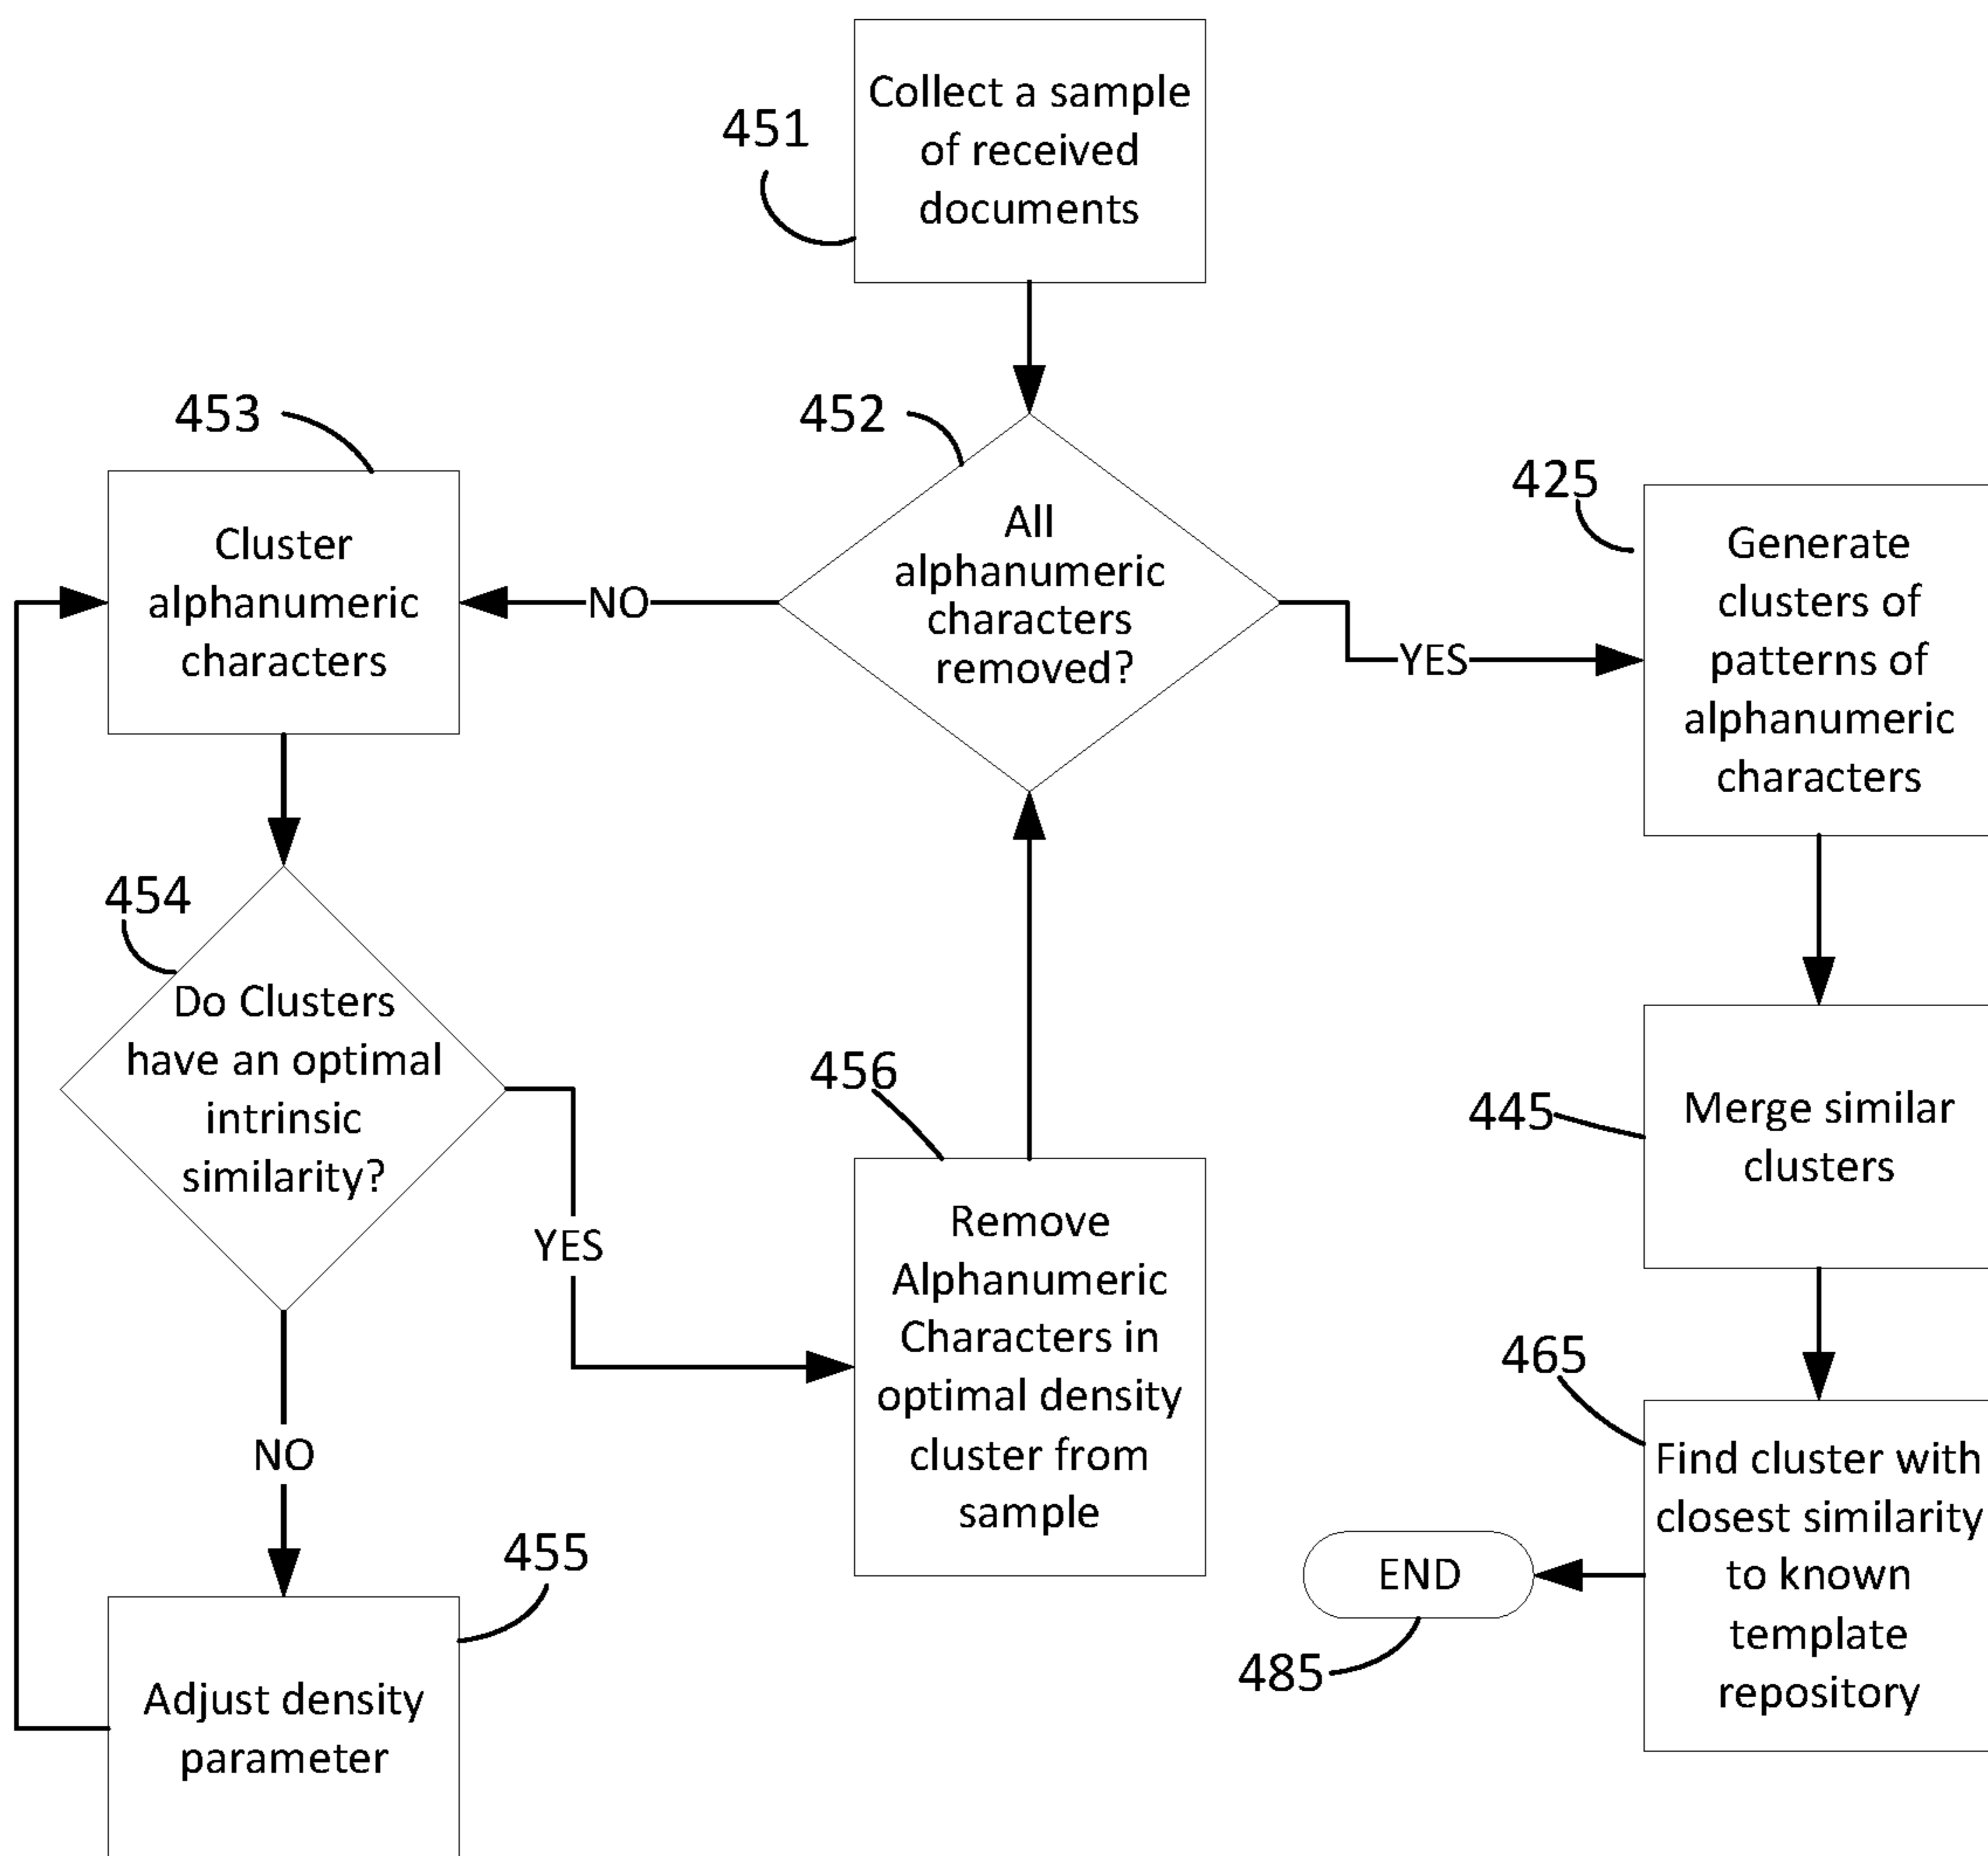 451
Collect a sample
of received
documents
452
All
alphanumeric
characters
removed?
NO
YES
453
Cluster
alphanumeric
characters
454
Do Clusters
have an optimal
intrinsic
similarity?
YES
NO
455
Adjust density
parameter
456
Remove
Alphanumeric
Characters in
optimal density
cluster from
sample
425
Generate
clusters of
patterns of
alphanumeric
characters
445
Merge similar
clusters
465
Find cluster with
closest similarity
to known
template
repository
END
485